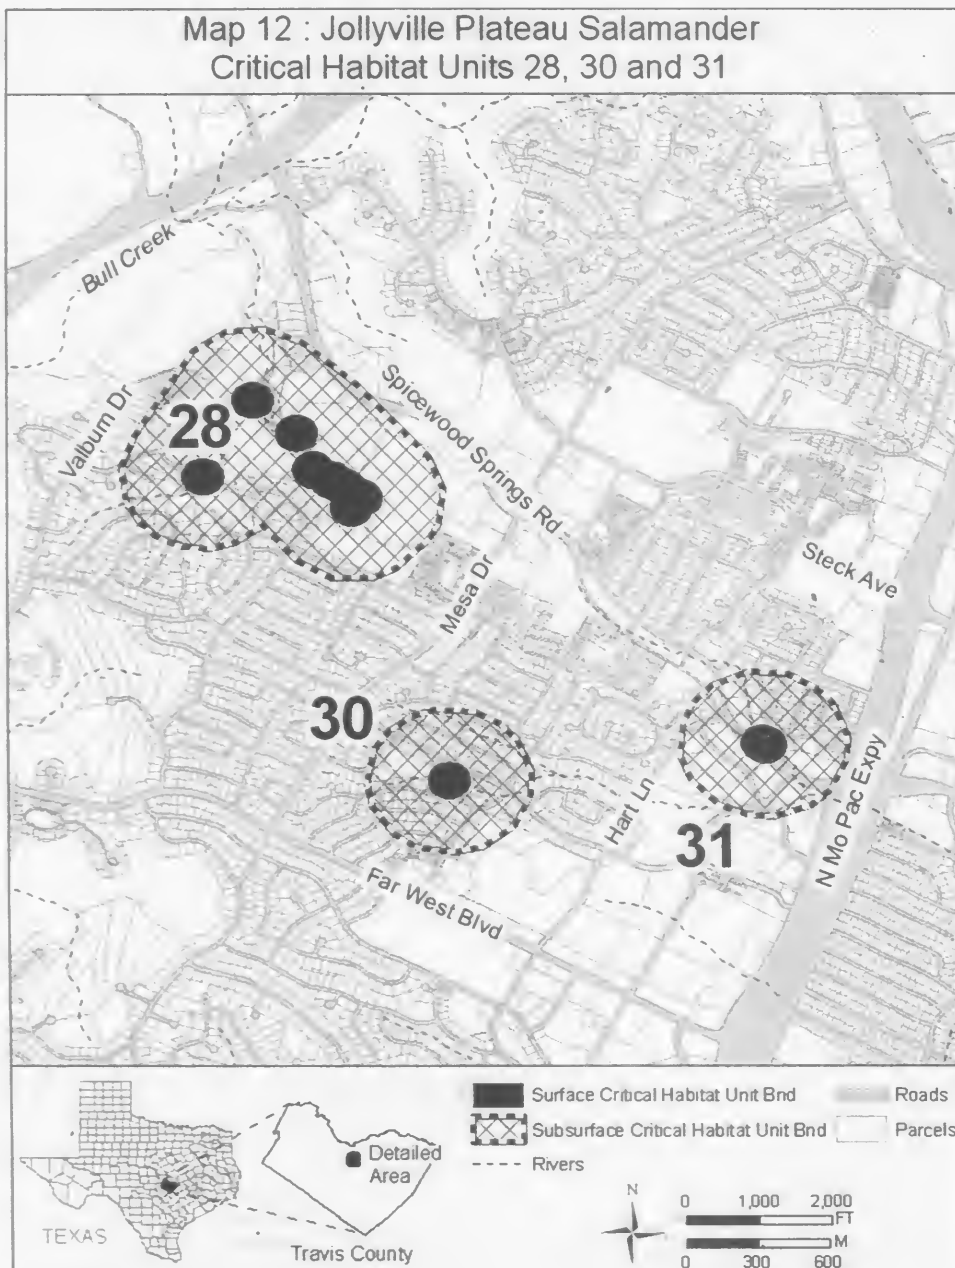 Map 12 : Jollyville Plateau Salamander
Critical Habitat Units 28, 30 and 31
Bull Creek
Valburn Dr
28
Spicewood Springs Rd
Steck Ave
Mesa Dr
30
Hart Ln
31
N Mo Pac Expy
Far West Blvd
Surface Critical Habitat Unit Bnd
Roads
Subsurface Critical Habitat Unit Bnd
Parcels
Rivers
Detailed
Area
TEXAS
Travis County
N
0 1,000 2,000
FT
M
0 300 600